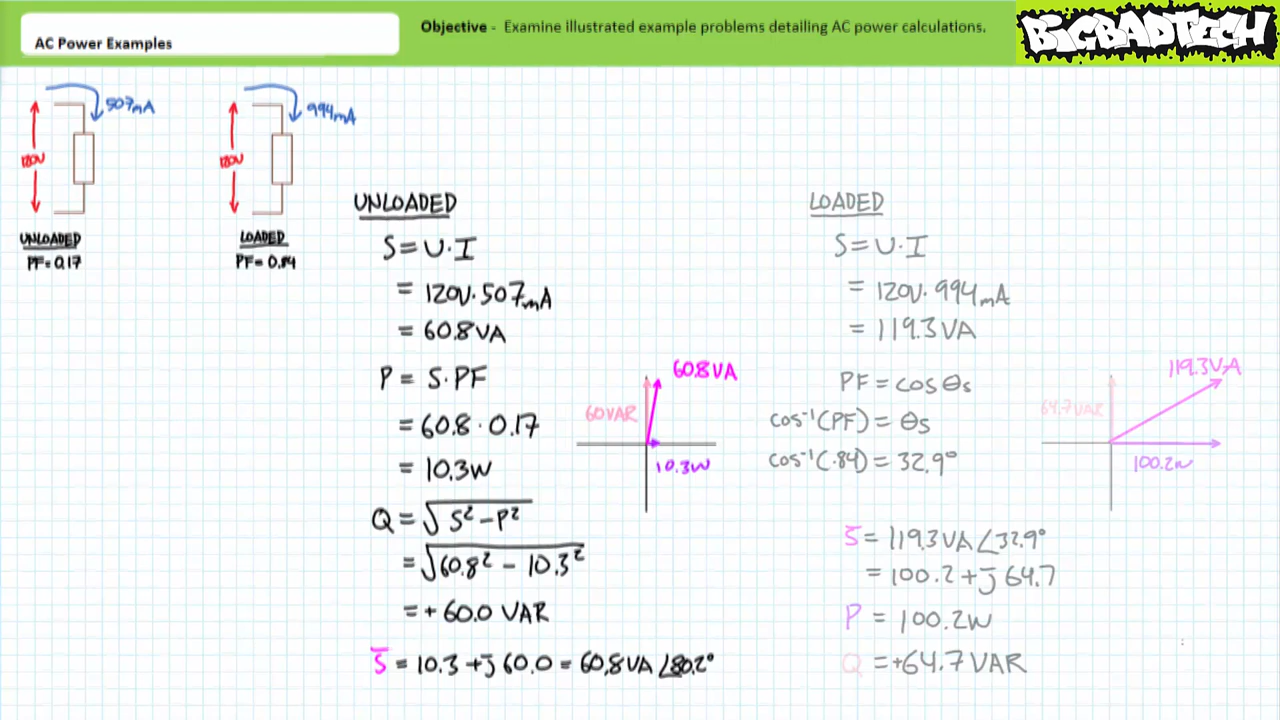 AC Power Examples
Objective - Examine illustrated example problems detailing AC power calculations.
BIGBADTECH
507mA
120V
UNLOADED
PF=0.17
994mA
120V
LOADED
PF=0.84
UNLOADED
S=U·I
= 120V·507mA
= 60.8VA
P = S·PF
= 60.8 · 0.17
= 10.3W
Q = √S² - P²
= √60.8² - 10.3²
= + 60.0 VAR
S̅ = 10.3 + j 60.0 = 60.8VA ∠80.2°
60.8VA
60VAR
10.3W
LOADED
S=U·I
= 120V·994mA
= 119.3VA
PF = cos θs
cos⁻¹(PF) = θs
cos⁻¹(.84) = 32.9°
S̅ = 119.3VA ∠32.9°
= 100.2 + j 64.7
P = 100.2W
Q = +64.7 VAR
119.3VA
64.7VAR
100.2W